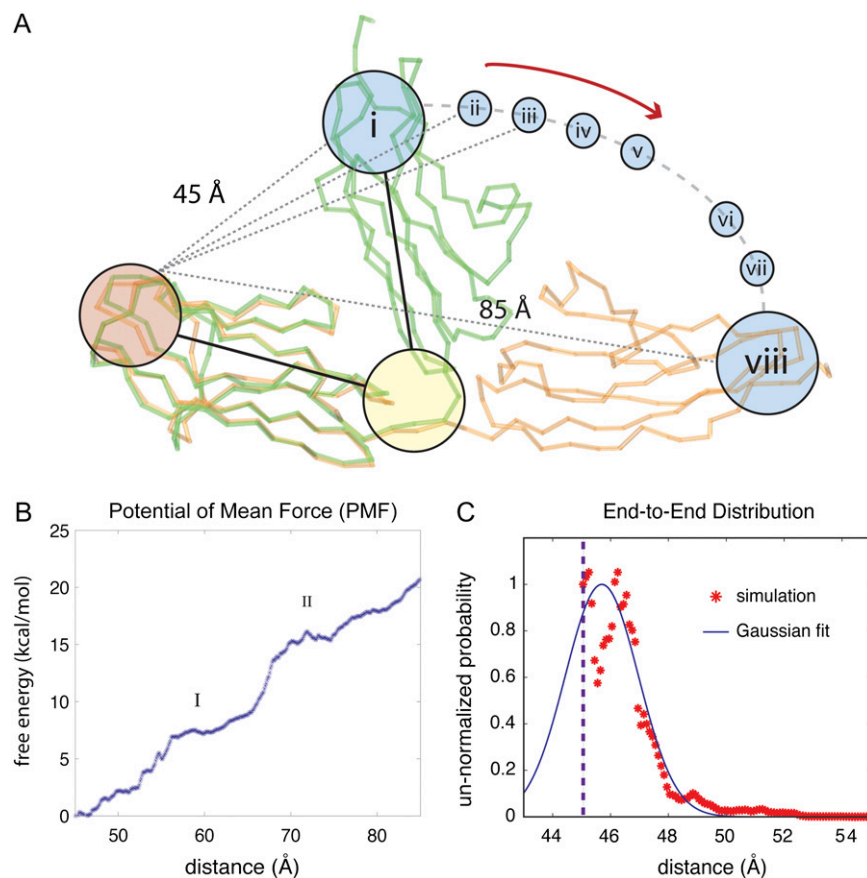 A
i
ii
iii
iv
v
vi
vii
viii
45 Å
85 Å
B
Potential of Mean Force (PMF)
free energy (kcal/mol)
25
20
15
10
5
0
I
II
50 60 70 80
distance (Å)
C
End-to-End Distribution
un-normalized probability
1
0.8
0.6
0.4
0.2
0
simulation
Gaussian fit
44 46 48 50 52 54
distance (Å)